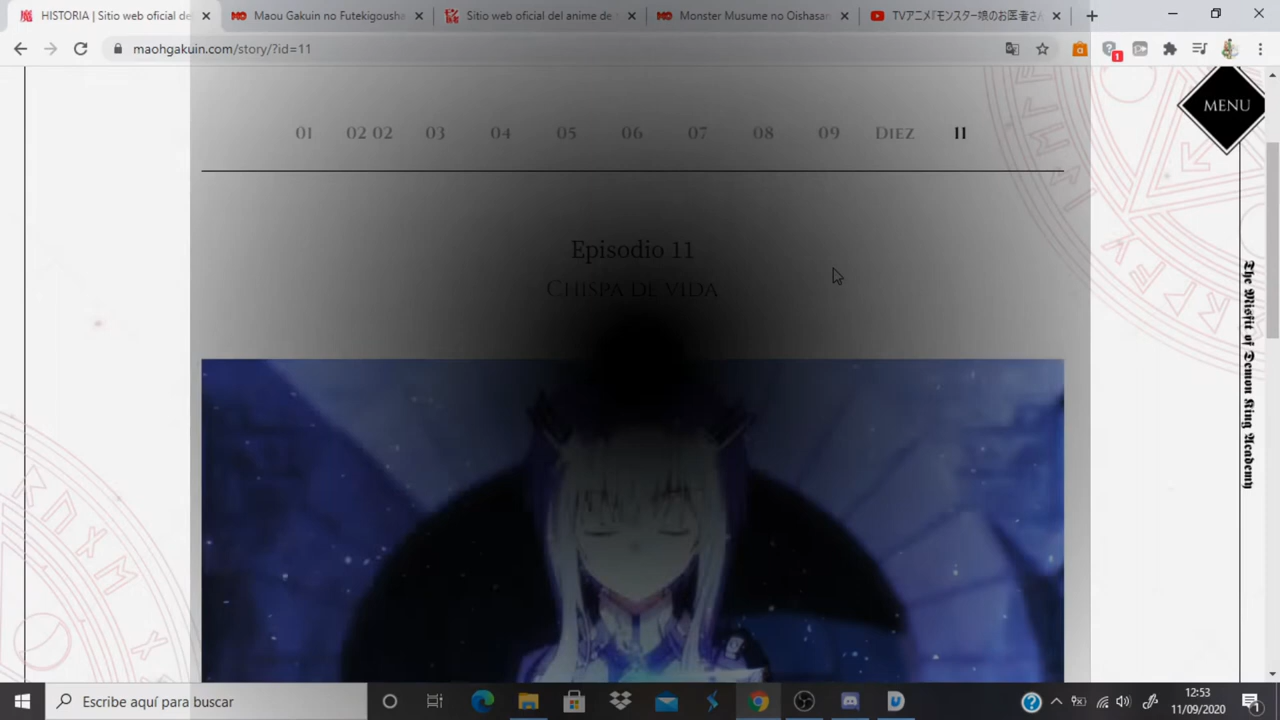 HISTORIA | Sitio web oficial de
Maou Gakuin no Futekigousha
Sitio web oficial del anime de
Monster Musume no Oishasan
TVアニメ『モンスター娘のお医者さん
maohgakuin.com/story/?id=11
1
MENU
01 02 02 03 04 05 06 07 08 09 Diez 11
Episodio 11
Chispa de vida
The Misfit of Demon King Academy
Escribe aquí para buscar
12:53
11/09/2020
1